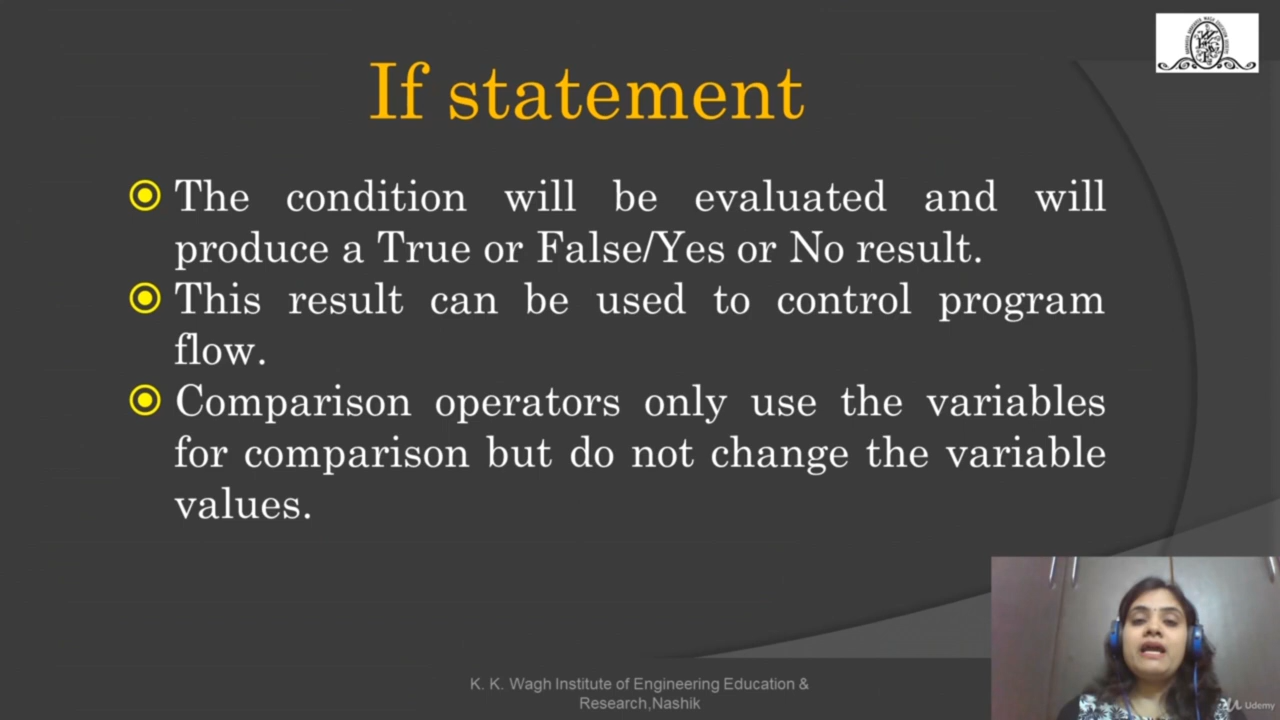 If statement
The condition will be evaluated and will
produce a True or False/Yes or No result.
This result can be used to control program
flow.
Comparison operators only use the variables
for comparison but do not change the variable
values.
K. K. Wagh Institute of Engineering Education &
Research,Nashik
Udemy